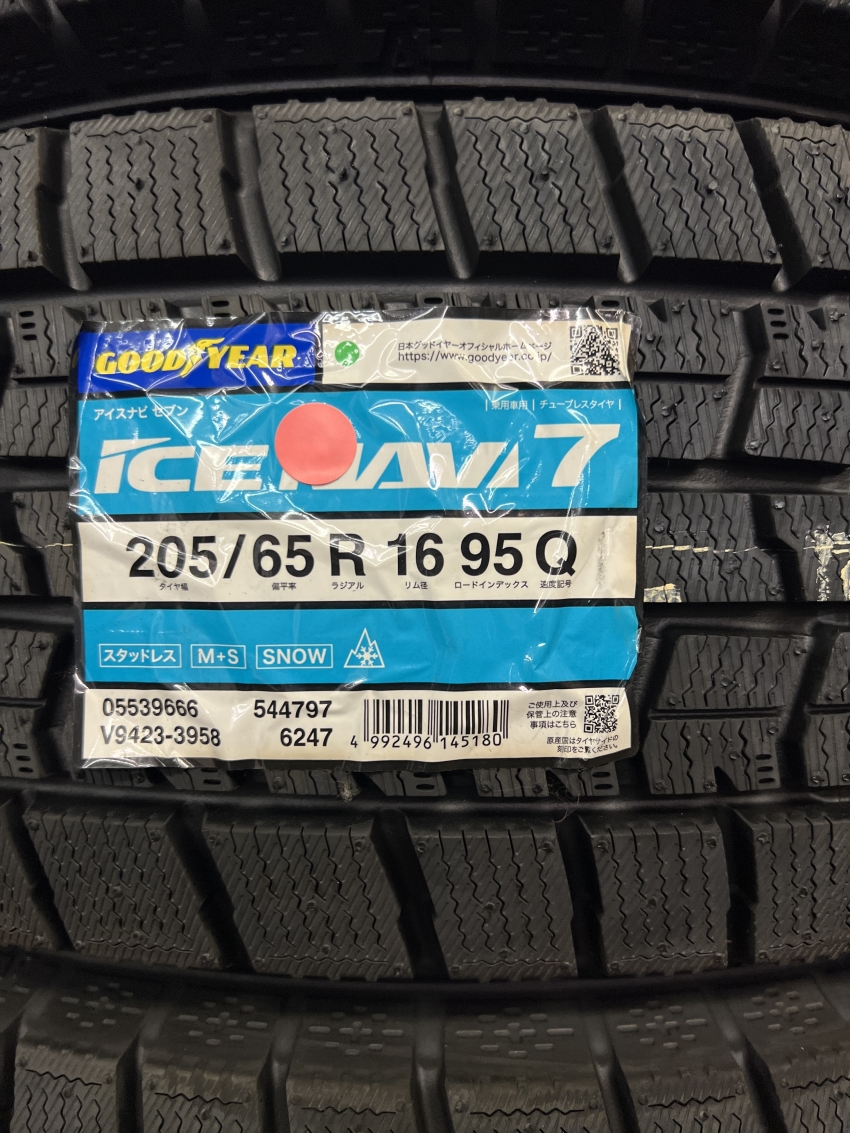 GOODYEAR
日本グッドイヤーオフィシャルホームページ
https://www.goodyear.co.jp/
アイスナビ セブン
| 乗用車用 | チューブレスタイヤ |
ICE NAVI 7
205/65 R 16 95 Q
タイヤ幅 偏平率 ラジアル リム径 ロードインデックス 速度記号
スタッドレス M+S SNOW
05539666 544797
V9423-3958 6247
4 992496 145180
ご使用上及び
保管上の注意
事項はこちら
原産国はタイヤサイドの
刻印をご覧ください。